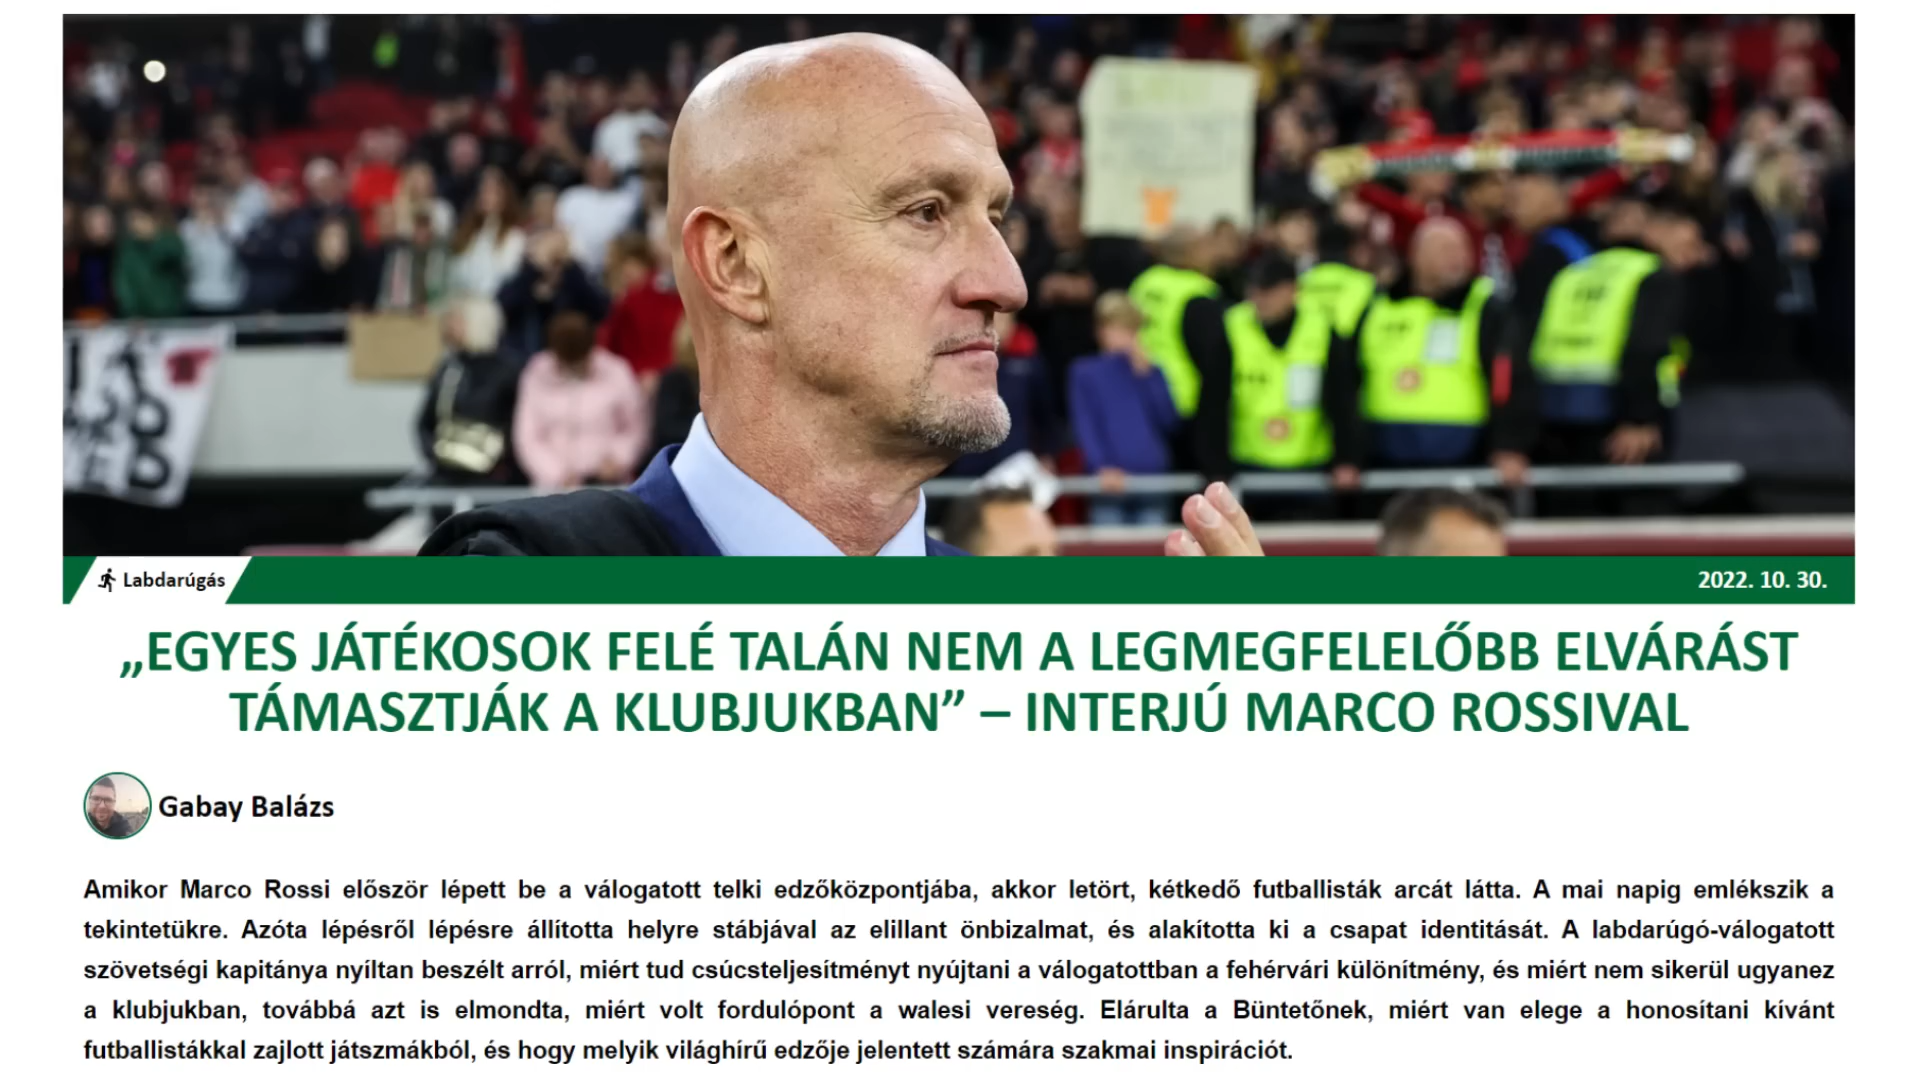 Labdarúgás
2022. 10. 30.
„EGYES JÁTÉKOSOK FELÉ TALÁN NEM A LEGMEGFELELŐBB ELVÁRÁST
TÁMASZTJÁK A KLUBJUKBAN” – INTERJÚ MARCO ROSSIVAL
Gabay Balázs
Amikor Marco Rossi először lépett be a válogatott telki edzőközpontjába, akkor letört, kétkedő futballisták arcát látta. A mai napig emlékszik a
tekintetükre. Azóta lépésről lépésre állította helyre stábjával az elillant önbizalmat, és alakította ki a csapat identitását. A labdarúgó-válogatott
szövetségi kapitánya nyíltan beszélt arról, miért tud csúcsteljesítményt nyújtani a válogatottban a fehérvári különítmény, és miért nem sikerül ugyanez
a klubjukban, továbbá azt is elmondta, miért volt fordulópont a walesi vereség. Elárulta a Büntetőnek, miért van elege a honosítani kívánt
futballistákkal zajlott játszmákból, és hogy melyik világhírű edzője jelentett számára szakmai inspirációt.